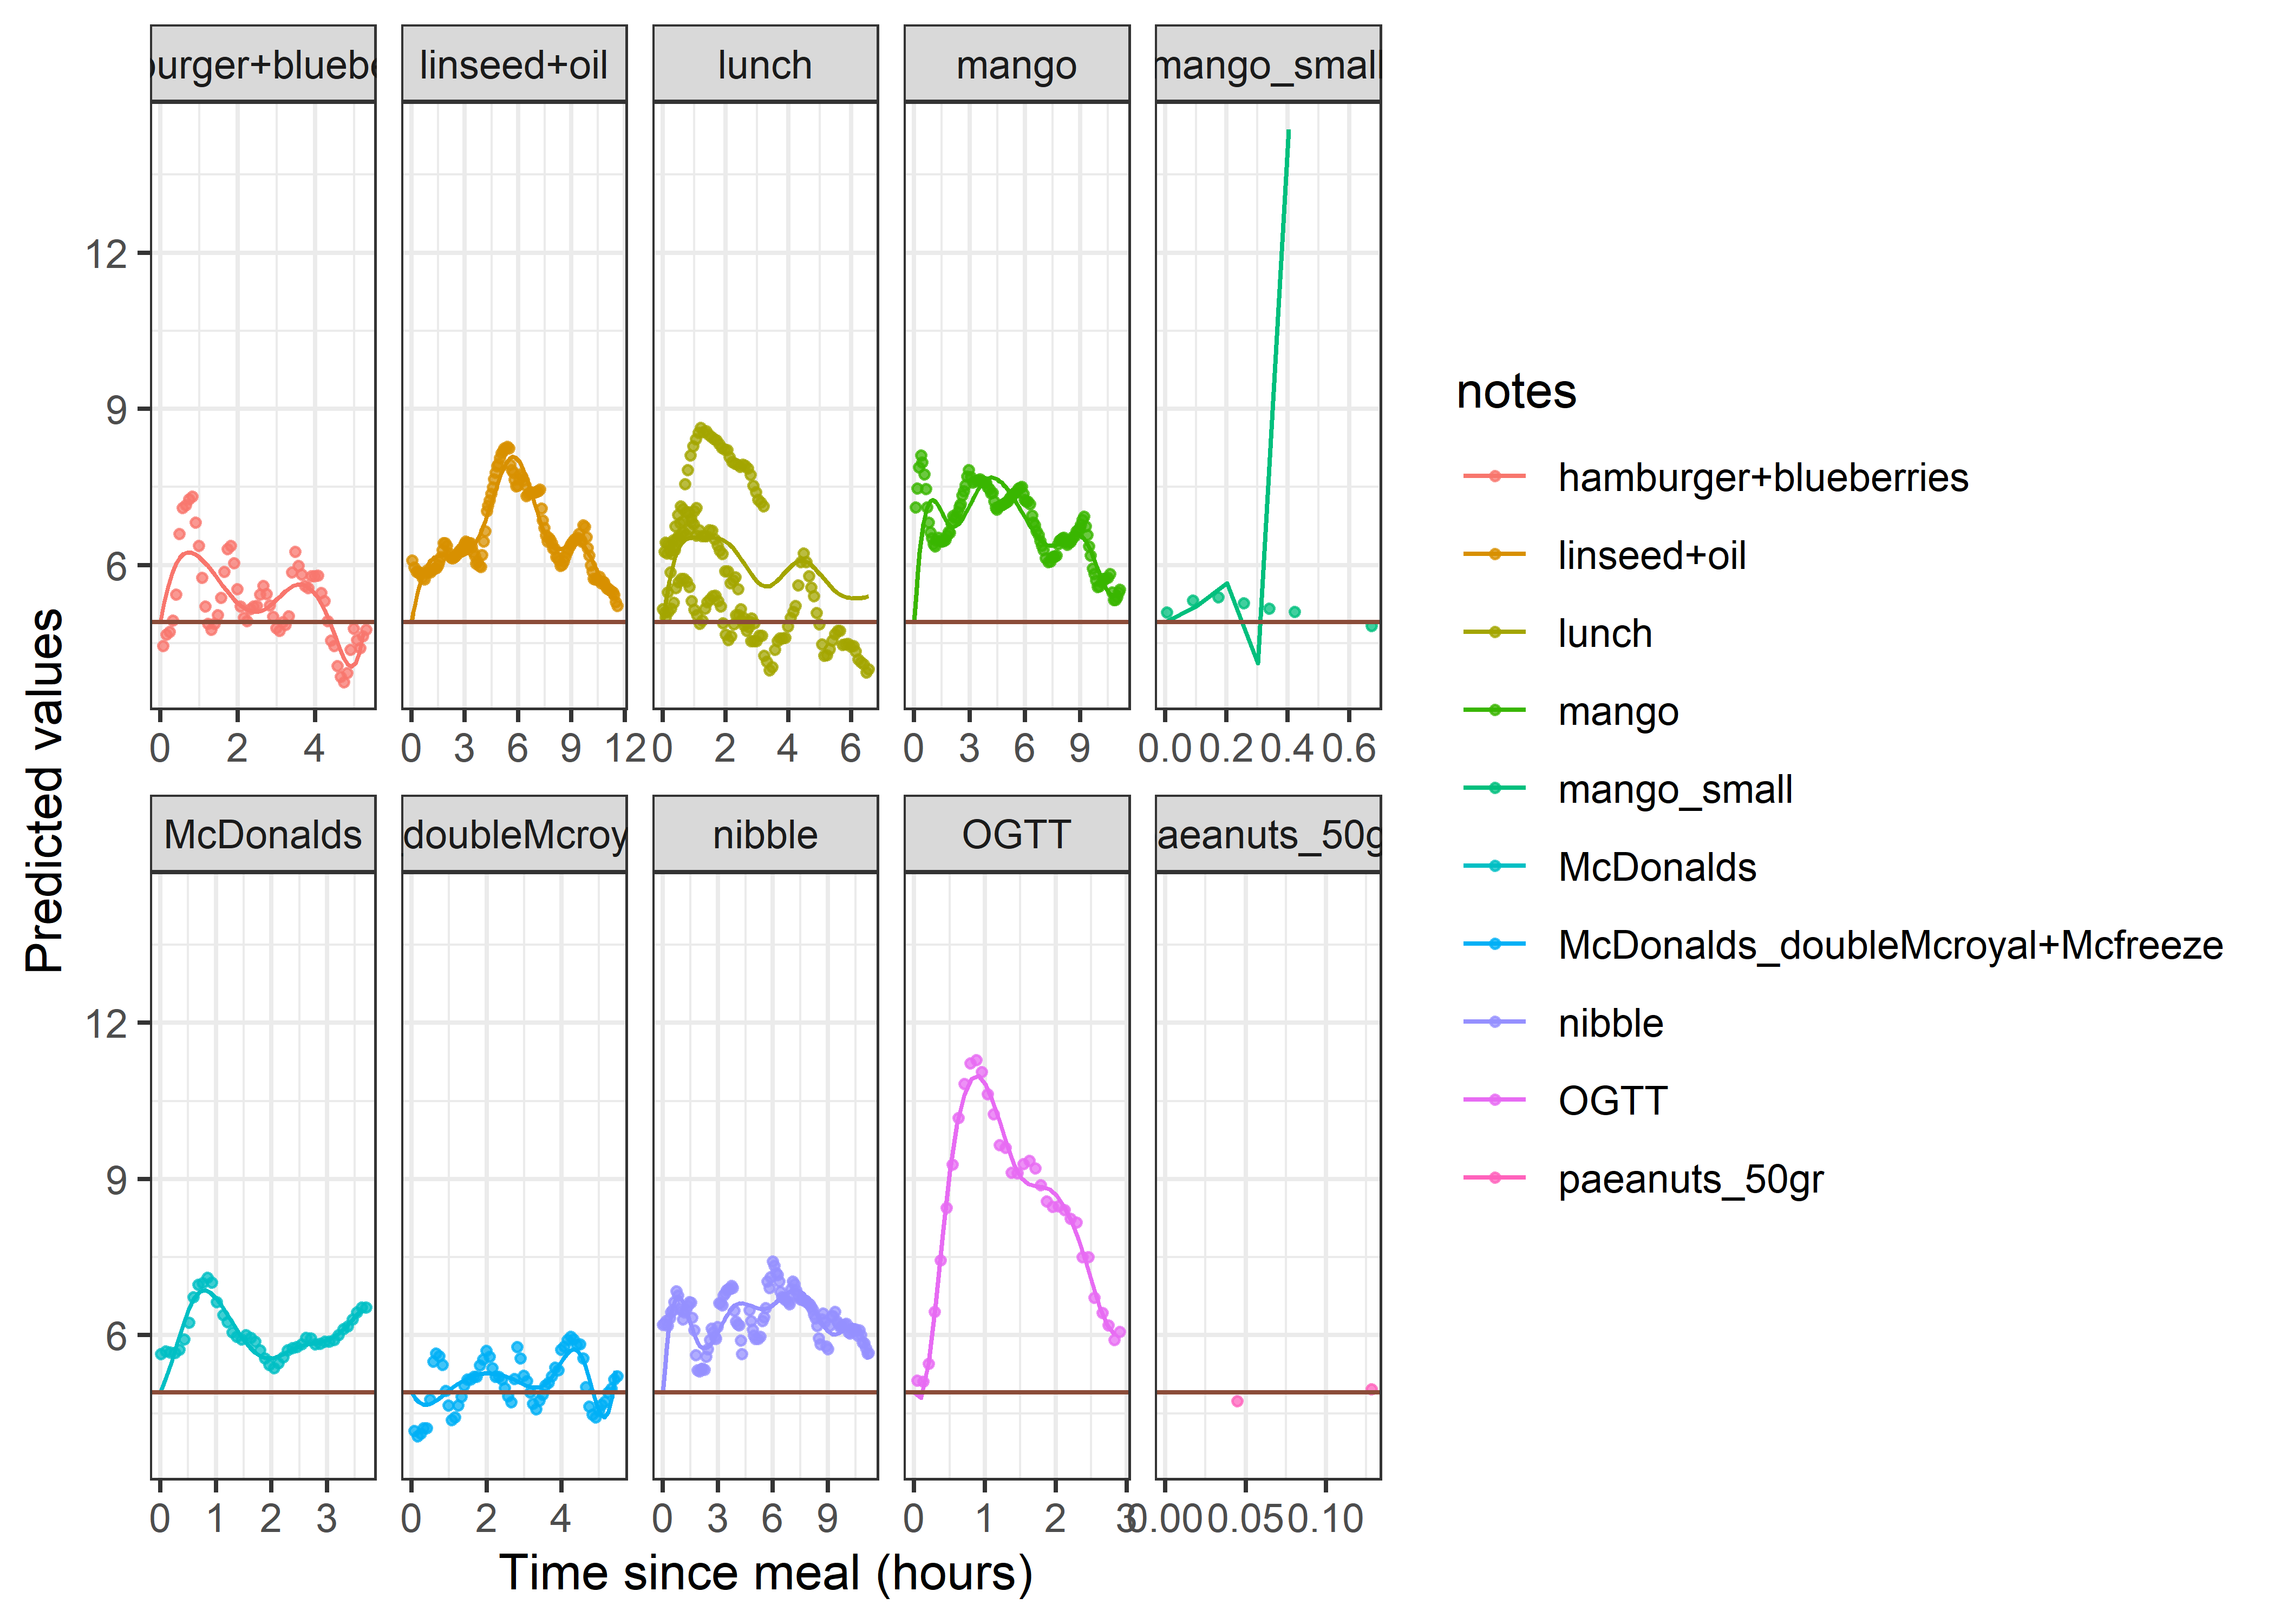 burger+bluebe
linseed+oil
lunch
mango
mango_small
12
9
6
0 2 4
0 3 6 9 12
0 2 4 6
0 3 6 9
0.0 0.2 0.4 0.6
McDonalds
doubleMcroy
nibble
OGTT
aeanuts_50g
12
9
6
0 1 2 3
0 2 4
0 3 6 9
0 1 2 3
0.00 0.05 0.10
Time since meal (hours)
Predicted values
notes
hamburger+blueberries
linseed+oil
lunch
mango
mango_small
McDonalds
McDonalds_doubleMcroyal+Mcfreeze
nibble
OGTT
paeanuts_50gr